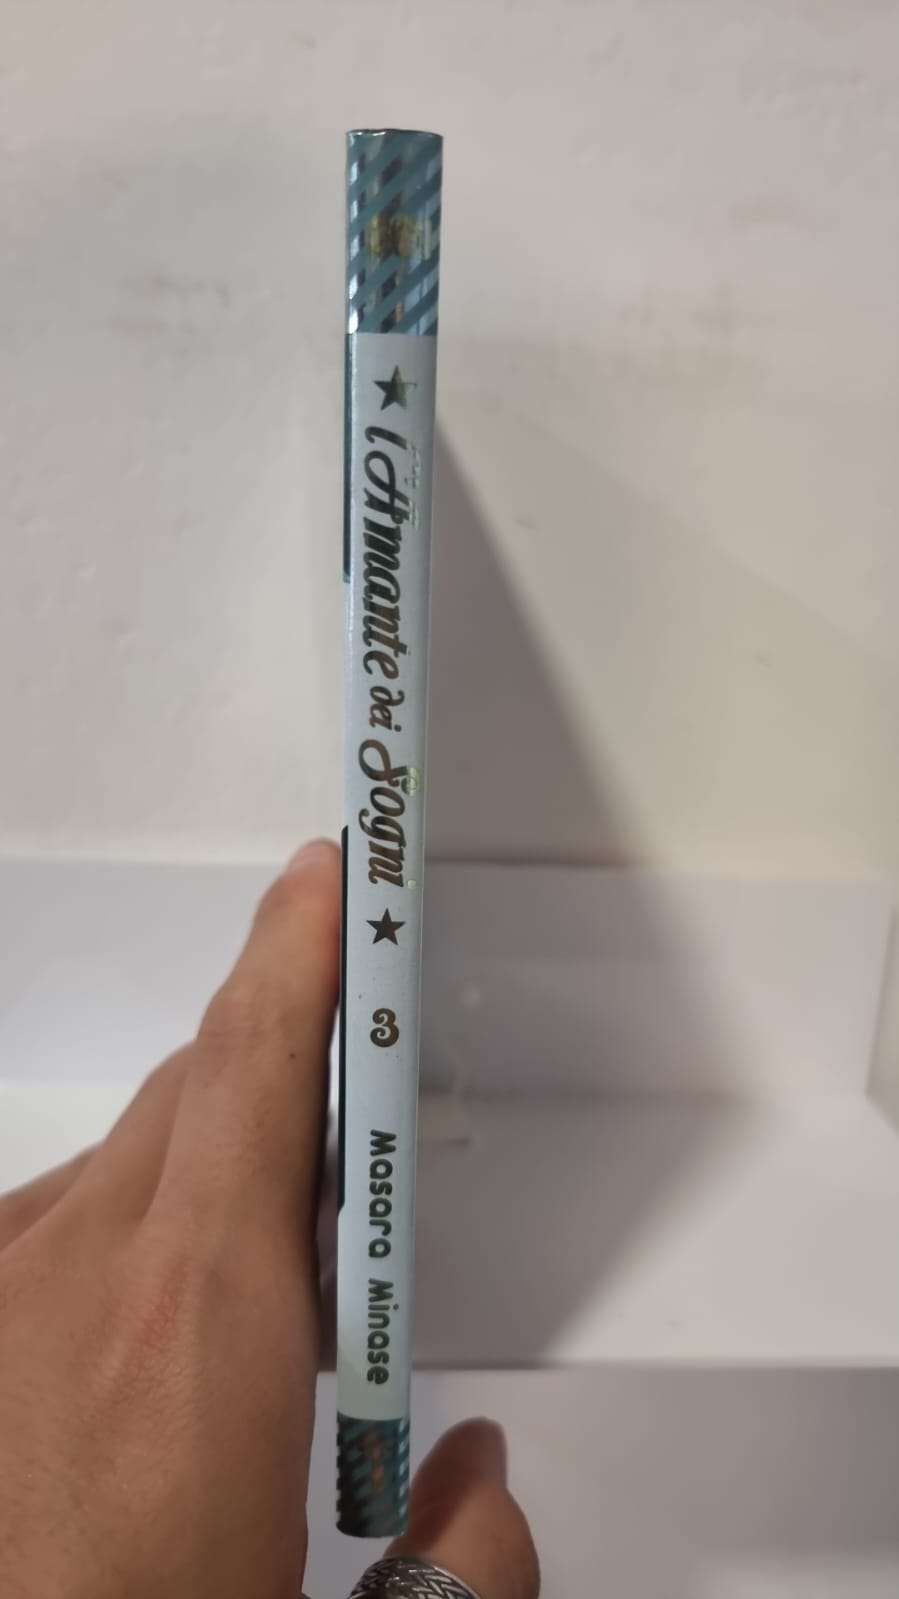 ★ l'Amante dei Sogni ★ 3 Masara Minase